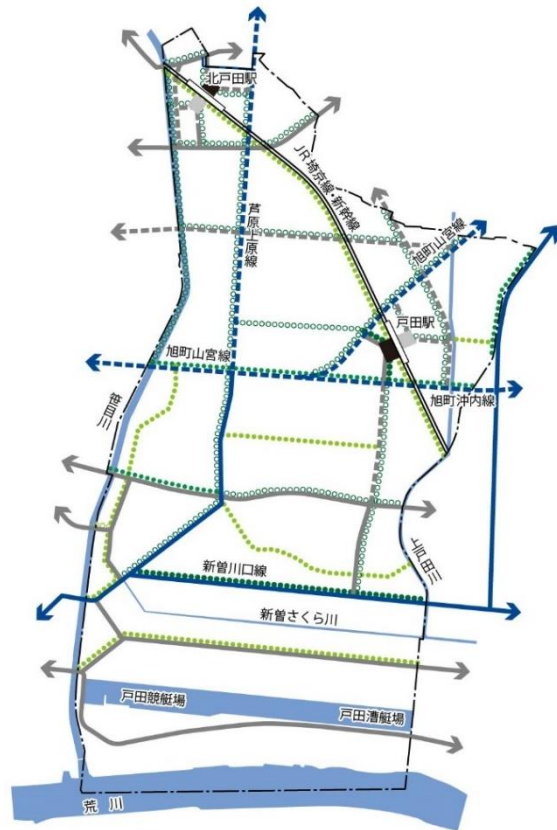 北戸田駅
JR埼京線・新幹線
芦原上原線
旭町山宮線
戸田駅
旭町山宮線
旭町沖内線
笹目川
上戸田川
新曽川口線
新曽さくら川
戸田競艇場
戸田漕艇場
荒川